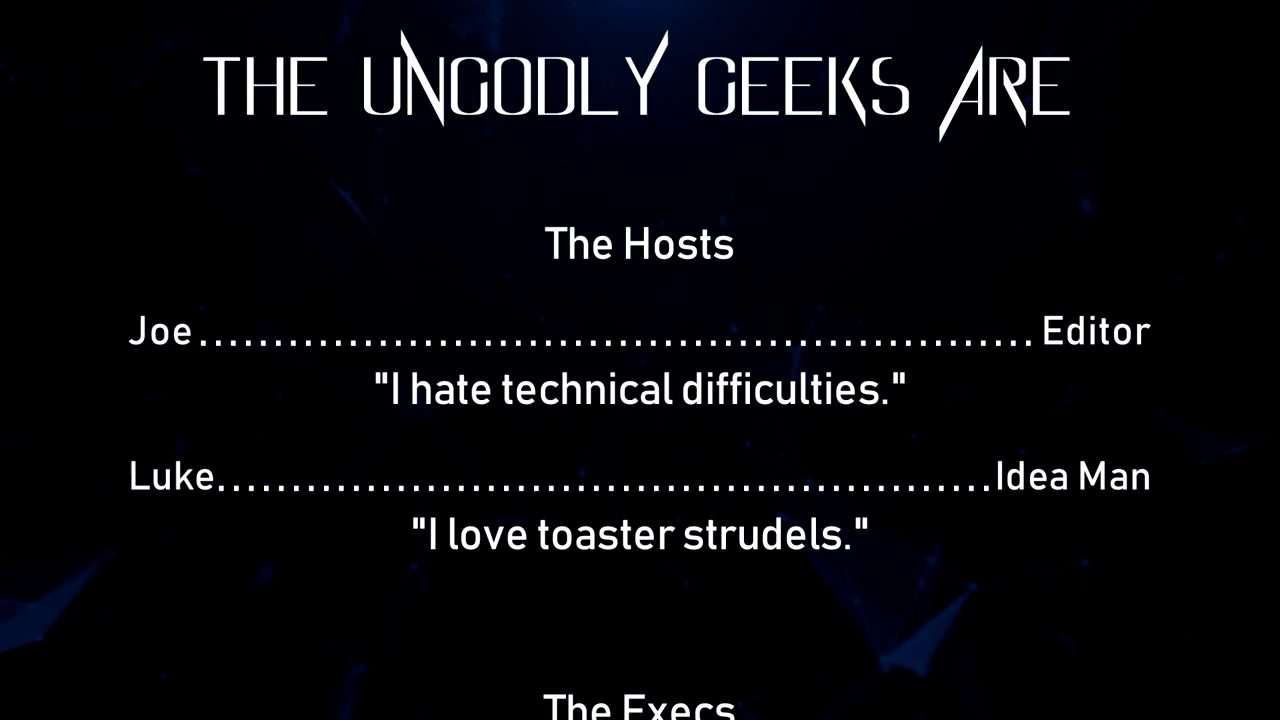 THE UNGODLY GEEKS ARE
The Hosts
Joe.......................................................Editor
"I hate technical difficulties."
Luke...................................................Idea Man
"I love toaster strudels."
The Execs